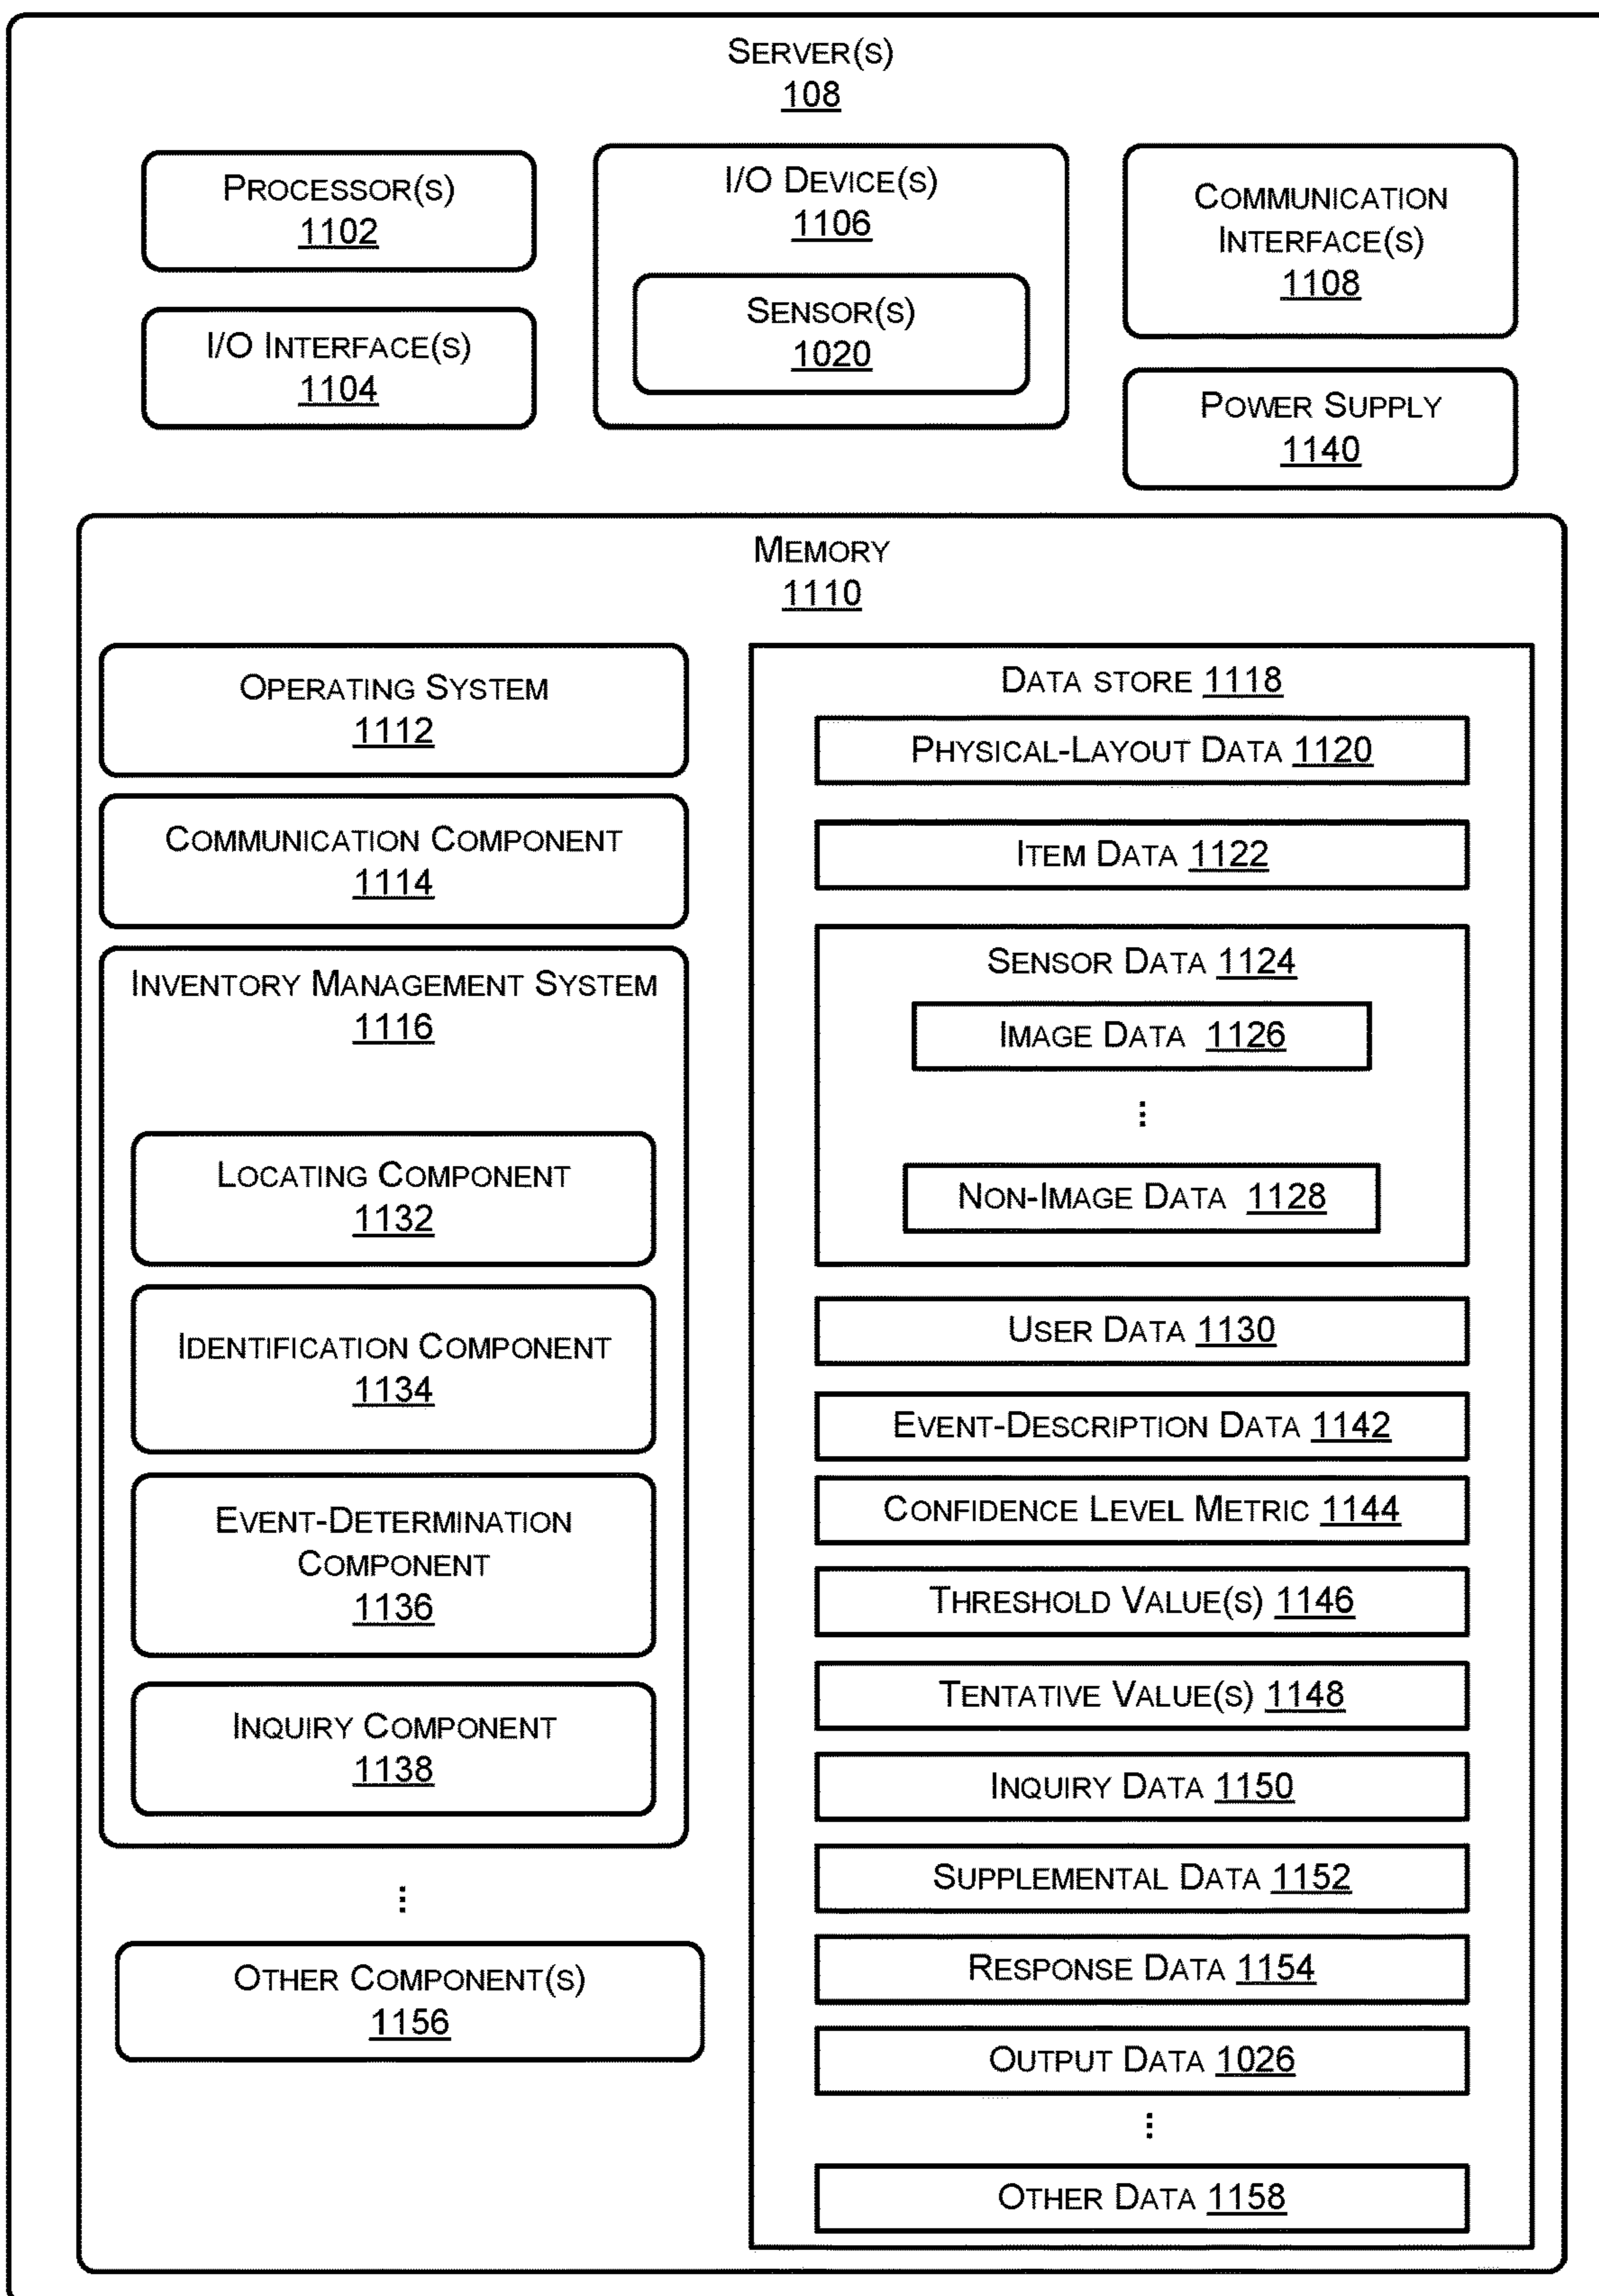 SERVER(S)
108
PROCESSOR(S)
1102
I/O INTERFACE(S)
1104
I/O DEVICE(S)
1106
SENSOR(S)
1020
COMMUNICATION
INTERFACE(S)
1108
POWER SUPPLY
1140
MEMORY
1110
OPERATING SYSTEM
1112
COMMUNICATION COMPONENT
1114
INVENTORY MANAGEMENT SYSTEM
1116
LOCATING COMPONENT
1132
IDENTIFICATION COMPONENT
1134
EVENT-DETERMINATION
COMPONENT
1136
INQUIRY COMPONENT
1138
⋮
OTHER COMPONENT(S)
1156
DATA STORE 1118
PHYSICAL-LAYOUT DATA 1120
ITEM DATA 1122
SENSOR DATA 1124
IMAGE DATA 1126
⋮
NON-IMAGE DATA 1128
USER DATA 1130
EVENT-DESCRIPTION DATA 1142
CONFIDENCE LEVEL METRIC 1144
THRESHOLD VALUE(S) 1146
TENTATIVE VALUE(S) 1148
INQUIRY DATA 1150
SUPPLEMENTAL DATA 1152
RESPONSE DATA 1154
OUTPUT DATA 1026
⋮
OTHER DATA 1158